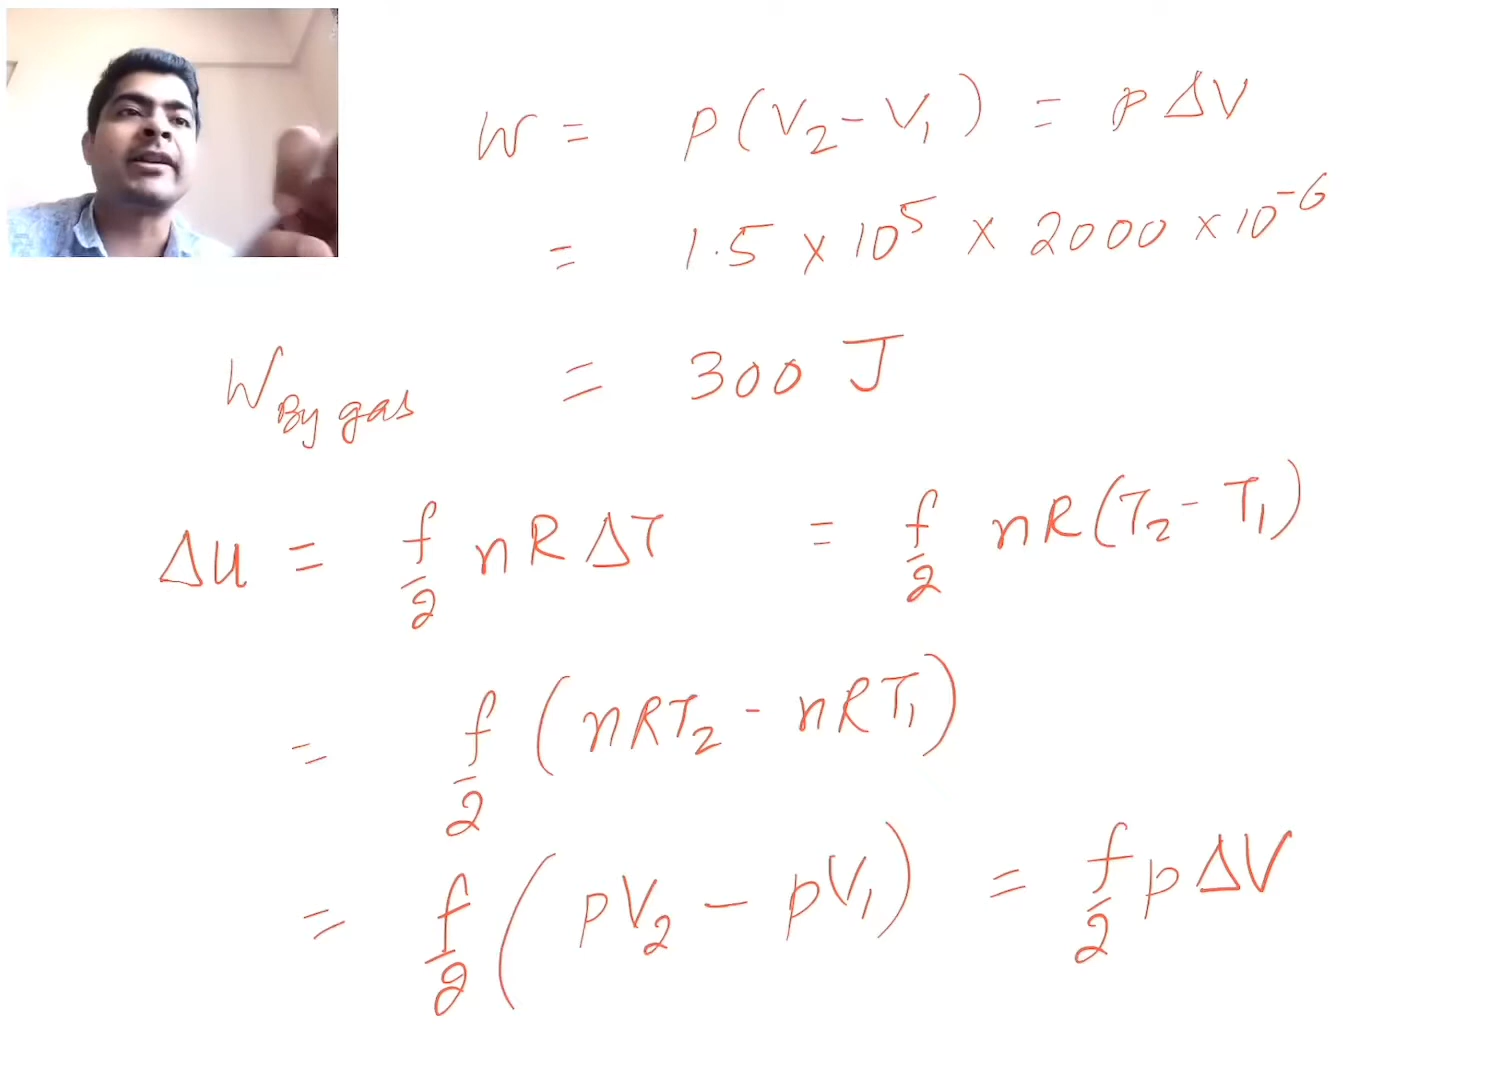 W = P(V₂-V₁) = pΔV
= 1.5 × 10⁵ × 2000 × 10⁻⁶
W By gas = 300 J
ΔU = f/2 nRΔT = f/2 nR(T₂-T₁)
= f/2 (nRT₂ - nRT₁)
= f/2 (pV₂ - pV₁) = f/2 pΔV